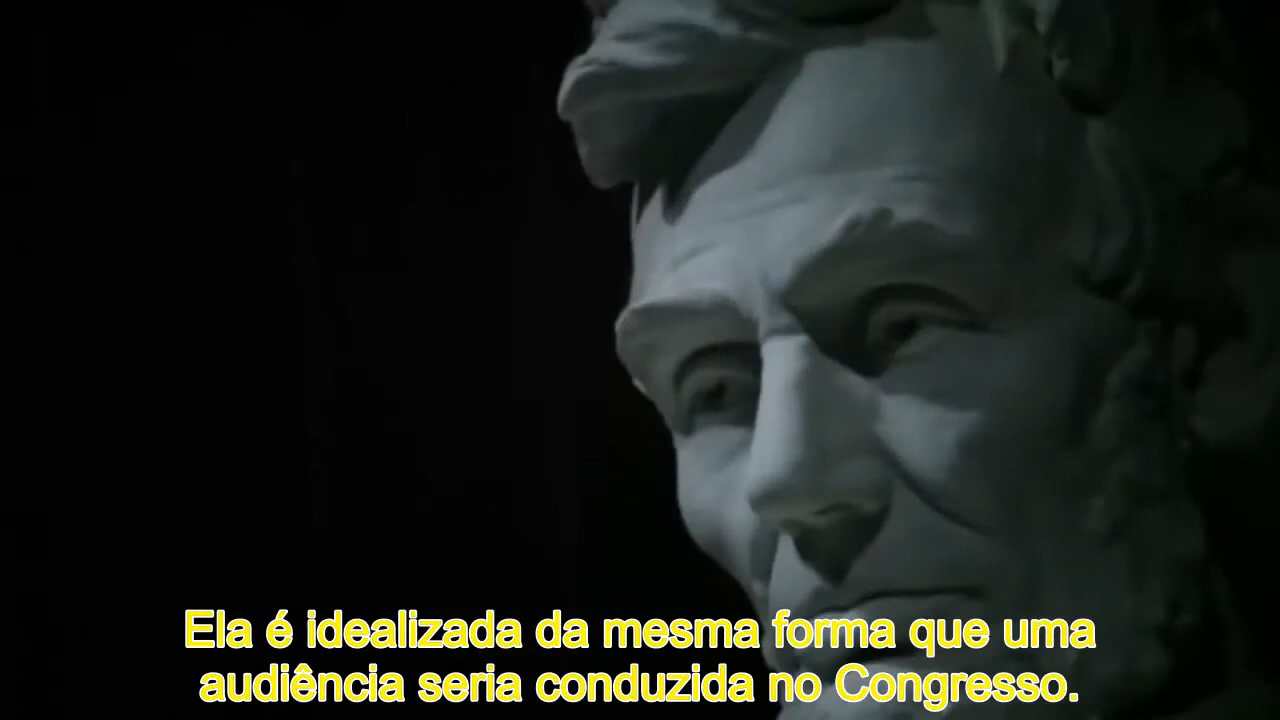 Ela é idealizada da mesma forma que uma
audiência seria conduzida no Congresso.